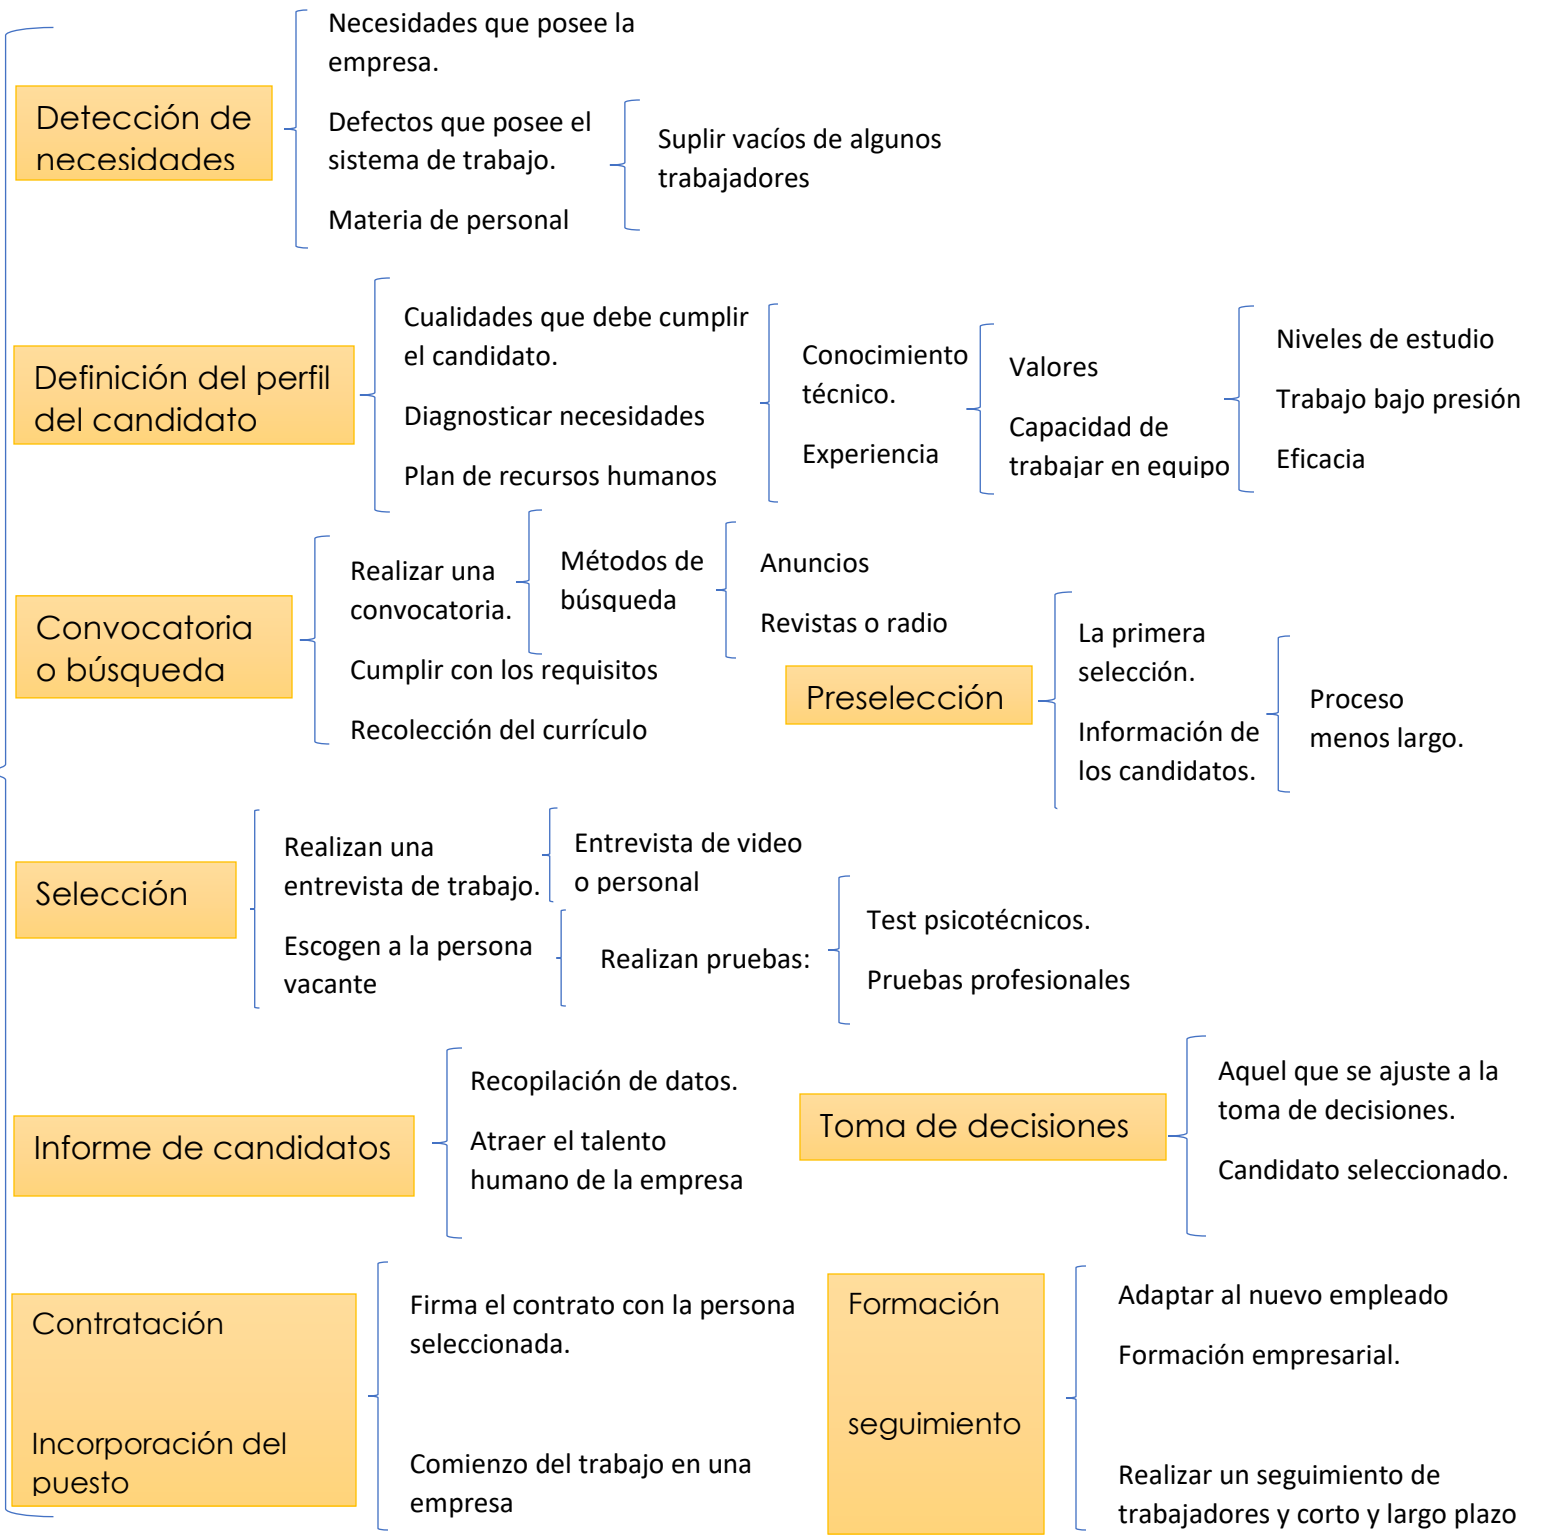 Detección de
necesidades
Necesidades que posee la
empresa.
Defectos que posee el
sistema de trabajo.
Materia de personal
Suplir vacíos de algunos
trabajadores
Definición del perfil
del candidato
Cualidades que debe cumplir
el candidato.
Diagnosticar necesidades
Plan de recursos humanos
Conocimiento
técnico.
Experiencia
Valores
Capacidad de
trabajar en equipo
Niveles de estudio
Trabajo bajo presión
Eficacia
Convocatoria
o búsqueda
Realizar una
convocatoria.
Cumplir con los requisitos
Recolección del currículo
Métodos de
búsqueda
Anuncios
Revistas o radio
Preselección
La primera
selección.
Información de
los candidatos.
Proceso
menos largo.
Selección
Realizan una
entrevista de trabajo.
Escogen a la persona
vacante
Entrevista de video
o personal
Realizan pruebas:
Test psicotécnicos.
Pruebas profesionales
Informe de candidatos
Recopilación de datos.
Atraer el talento
humano de la empresa
Toma de decisiones
Aquel que se ajuste a la
toma de decisiones.
Candidato seleccionado.
Contratación
Incorporación del
puesto
Firma el contrato con la persona
seleccionada.
Comienzo del trabajo en una
empresa
Formación
seguimiento
Adaptar al nuevo empleado
Formación empresarial.
Realizar un seguimiento de
trabajadores y corto y largo plazo